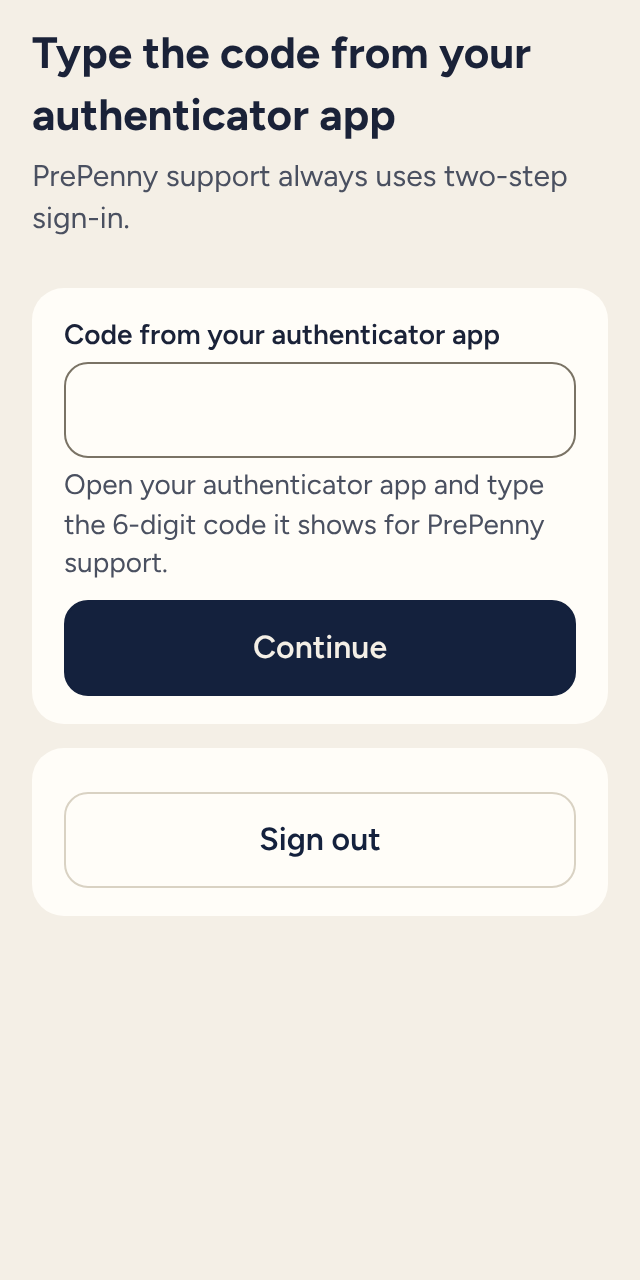 Type the code from your
authenticator app
PrePenny support always uses two-step
sign-in.
Code from your authenticator app
Open your authenticator app and type
the 6-digit code it shows for PrePenny
support.
Continue
Sign out